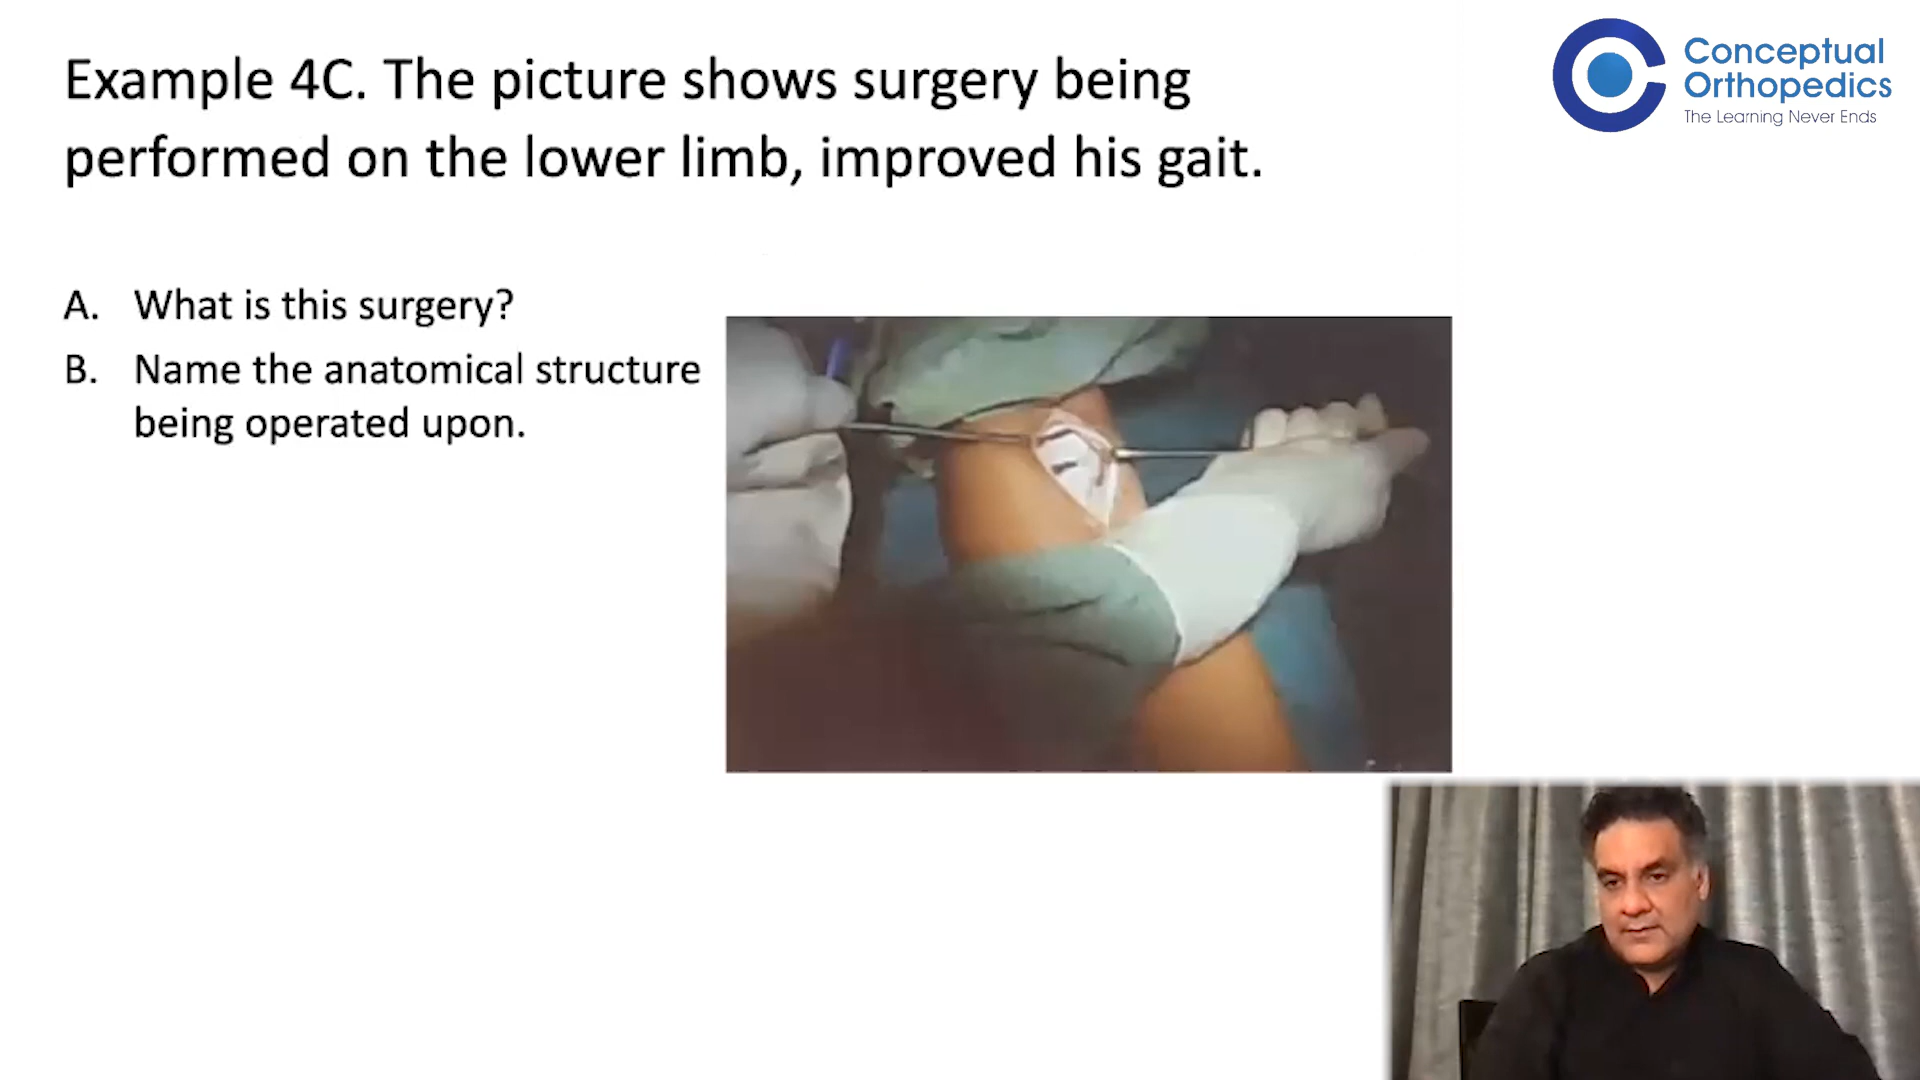 Example 4C. The picture shows surgery being
performed on the lower limb, improved his gait.
Conceptual
Orthopedics
The Learning Never Ends
A. What is this surgery?
B. Name the anatomical structure
being operated upon.